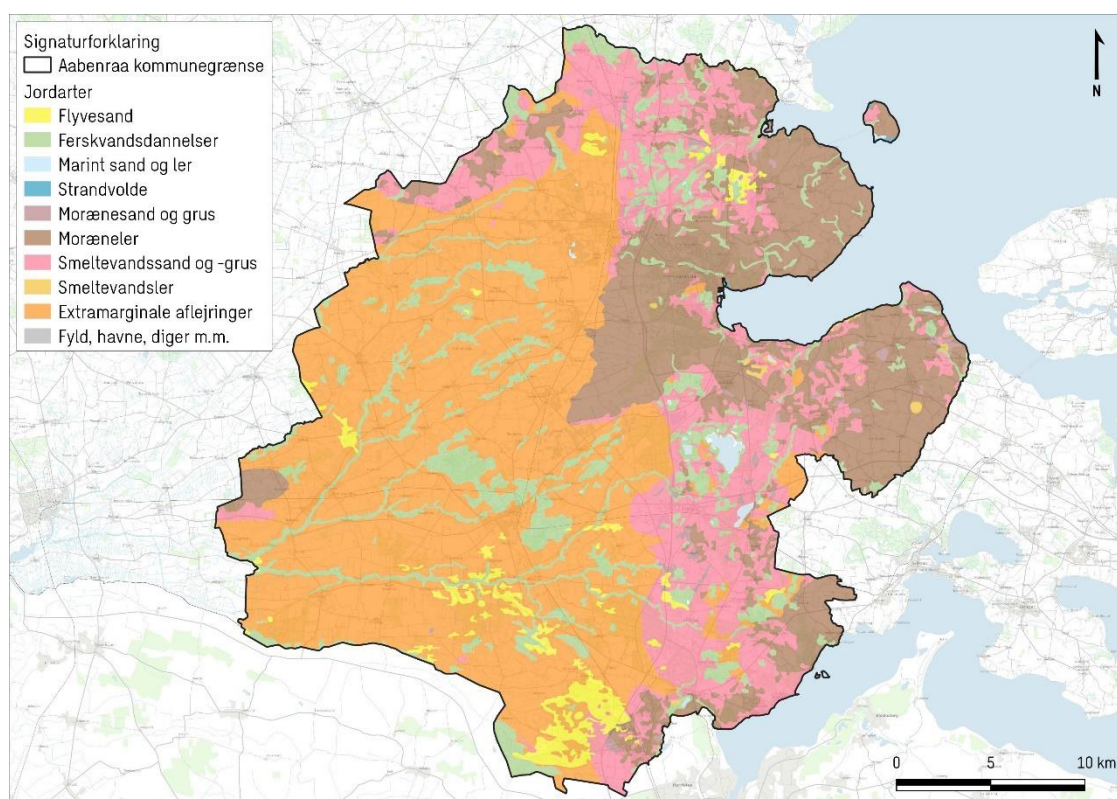 Signaturforklaring
Aabenraa kommunegrænse
Jordarter
Flyvesand
Ferskvandsdannelser
Marint sand og ler
Strandvolde
Morænesand og grus
Moræneler
Smeltevandssand og -grus
Smeltevandsler
Extramarginale aflejringer
Fyld, havne, diger m.m.
N
0 5 10 km